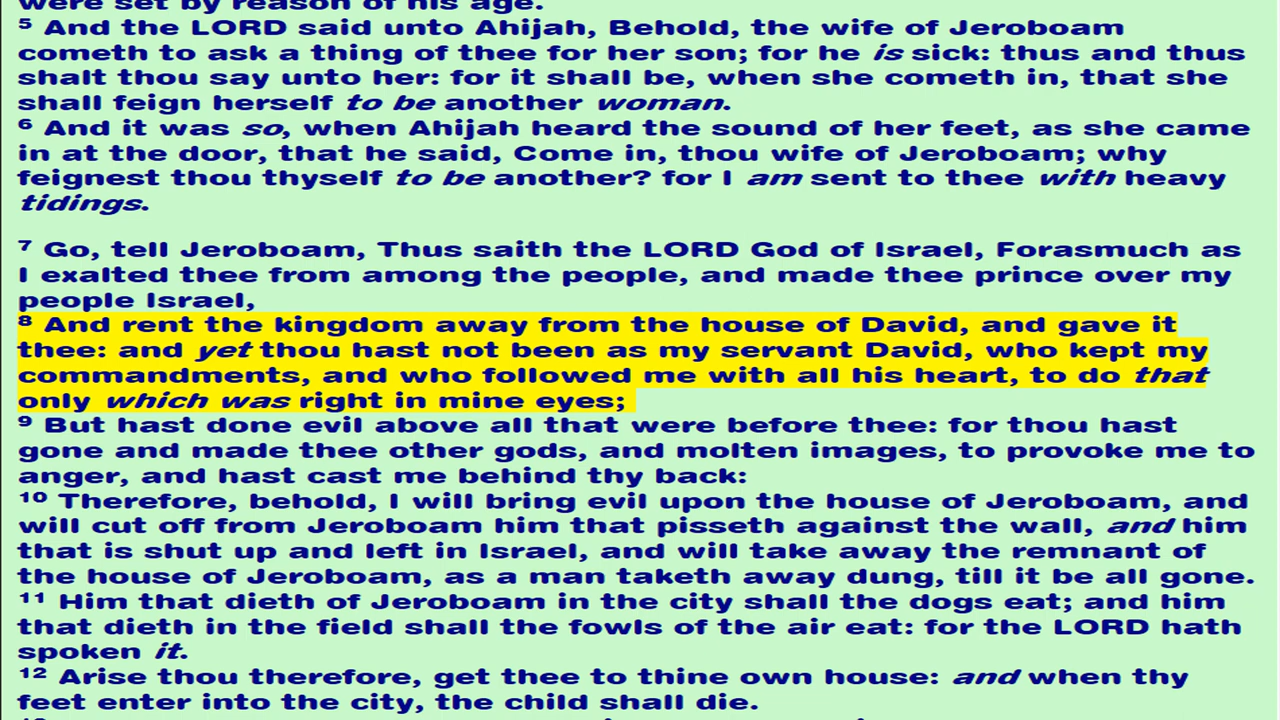 were set by reason of his age.
5 And the LORD said unto Ahijah, Behold, the wife of Jeroboam
cometh to ask a thing of thee for her son; for he is sick: thus and thus
shalt thou say unto her: for it shall be, when she cometh in, that she
shall feign herself to be another woman.
6 And it was so, when Ahijah heard the sound of her feet, as she came
in at the door, that he said, Come in, thou wife of Jeroboam; why
feignest thou thyself to be another? for I am sent to thee with heavy
tidings.
7 Go, tell Jeroboam, Thus saith the LORD God of Israel, Forasmuch as
I exalted thee from among the people, and made thee prince over my
people Israel,
8 And rent the kingdom away from the house of David, and gave it
thee: and yet thou hast not been as my servant David, who kept my
commandments, and who followed me with all his heart, to do that
only which was right in mine eyes;
9 But hast done evil above all that were before thee: for thou hast
gone and made thee other gods, and molten images, to provoke me to
anger, and hast cast me behind thy back:
10 Therefore, behold, I will bring evil upon the house of Jeroboam, and
will cut off from Jeroboam him that pisseth against the wall, and him
that is shut up and left in Israel, and will take away the remnant of
the house of Jeroboam, as a man taketh away dung, till it be all gone.
11 Him that dieth of Jeroboam in the city shall the dogs eat; and him
that dieth in the field shall the fowls of the air eat: for the LORD hath
spoken it.
12 Arise thou therefore, get thee to thine own house: and when thy
feet enter into the city, the child shall die.